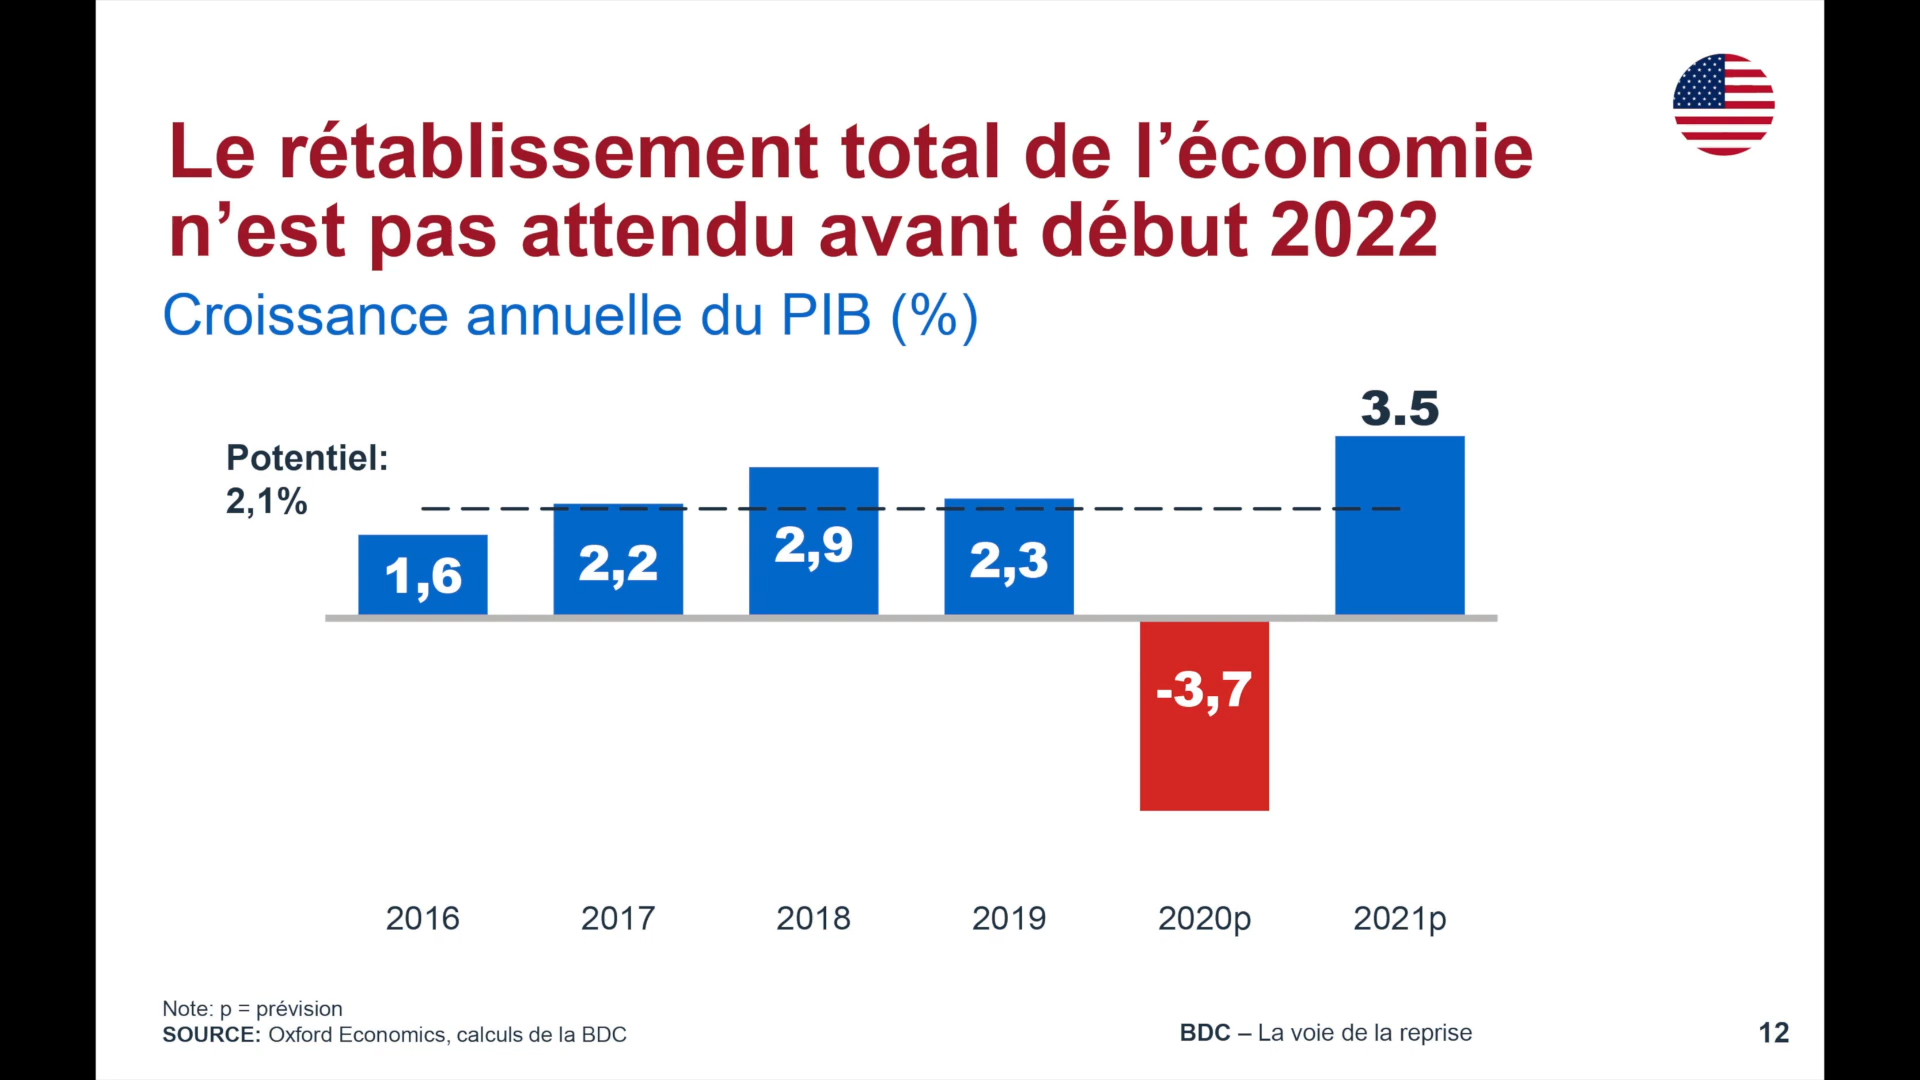 Le rétablissement total de l’économie
n’est pas attendu avant début 2022
Croissance annuelle du PIB (%)
Potentiel:
2,1%
1,6
2,2
2,9
2,3
-3,7
3.5
2016
2017
2018
2019
2020p
2021p
Note: p = prévision
SOURCE: Oxford Economics, calculs de la BDC
BDC – La voie de la reprise
12